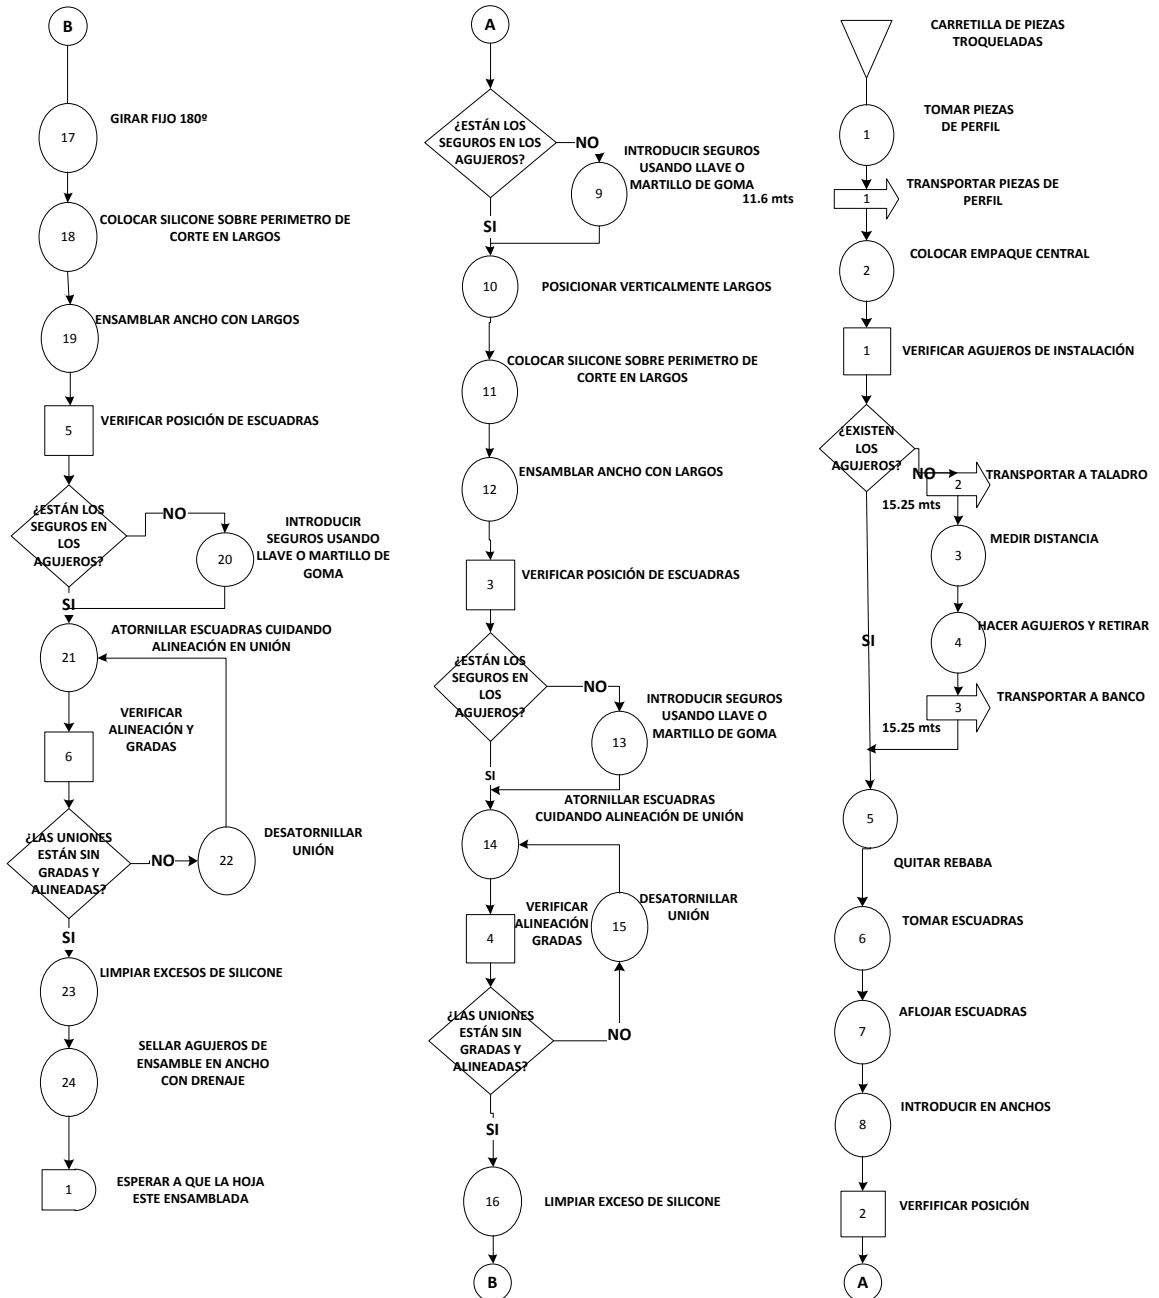 B
17
GIRAR FIJO 180º
18
COLOCAR SILICONE SOBRE PERIMETRO DE
CORTE EN LARGOS
19
ENSAMBLAR ANCHO CON LARGOS
5
VERIFICAR POSICIÓN DE ESCUADRAS
¿ESTÁN LOS
SEGUROS EN
LOS
AGUJEROS?
NO
20
INTRODUCIR
SEGUROS USANDO
LLAVE O MARTILLO DE
GOMA
SI
21
ATORNILLAR ESCUADRAS CUIDANDO
ALINEACIÓN EN UNIÓN
6
VERIFICAR
ALINEACIÓN Y
GRADAS
¿LAS UNIONES
ESTÁN SIN
GRADAS Y
ALINEADAS?
NO
22
DESATORNILLAR
UNIÓN
SI
23
LIMPIAR EXCESOS DE SILICONE
24
SELLAR AGUJEROS DE
ENSAMBLE EN ANCHO
CON DRENAJE
1
ESPERAR A QUE LA HOJA
ESTE ENSAMBLADA
A
¿ESTÁN LOS
SEGUROS EN LOS
AGUJEROS?
NO
9
INTRODUCIR SEGUROS
USANDO LLAVE O
MARTILLO DE GOMA
SI
10
POSICIONAR VERTICALMENTE LARGOS
11
COLOCAR SILICONE SOBRE PERIMETRO DE
CORTE EN LARGOS
12
ENSAMBLAR ANCHO CON LARGOS
3
VERIFICAR POSICIÓN DE ESCUADRAS
¿ESTÁN LOS
SEGUROS EN
LOS
AGUJEROS?
NO
13
INTRODUCIR SEGUROS
USANDO LLAVE O
MARTILLO DE GOMA
SI
14
ATORNILLAR ESCUADRAS
CUIDANDO ALINEACIÓN DE UNIÓN
4
VERIFICAR
ALINEACIÓN
GRADAS
15
DESATORNILLAR
UNIÓN
¿LAS UNIONES
ESTÁN SIN
GRADAS Y
ALINEADAS?
NO
SI
16
LIMPIAR EXCESO DE SILICONE
B
CARRETILLA DE PIEZAS
TROQUELADAS
1
TOMAR PIEZAS
DE PERFIL
11.6 mts
1
TRANSPORTAR PIEZAS DE
PERFIL
2
COLOCAR EMPAQUE CENTRAL
1
VERIFICAR AGUJEROS DE INSTALACIÓN
¿EXISTEN
LOS
AGUJEROS?
NO
2
TRANSPORTAR A TALADRO
15.25 mts
3
MEDIR DISTANCIA
4
HACER AGUJEROS Y RETIRAR
SI
3
TRANSPORTAR A BANCO
15.25 mts
5
QUITAR REBABA
6
TOMAR ESCUADRAS
7
AFLOJAR ESCUADRAS
8
INTRODUCIR EN ANCHOS
2
VERFIFICAR POSICIÓN
A